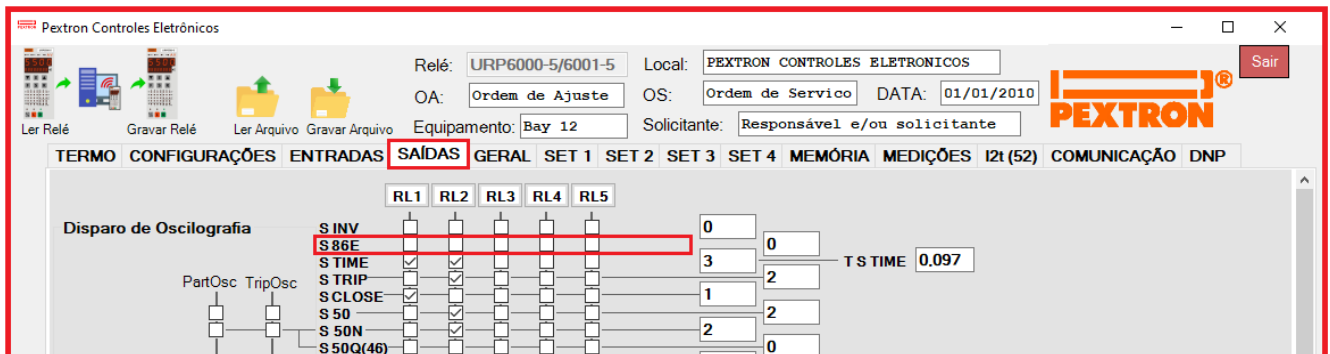 Pextron Controles Eletrônicos
Relé: URP6000-5/6001-5 Local: PEXTRON CONTROLES ELETRONICOS Sair
OA: Ordem de Ajuste OS: Ordem de Servico DATA: 01/01/2010
PEXTRON
Ler Relé Gravar Relé Ler Arquivo Gravar Arquivo Equipamento: Bay 12 Solicitante: Responsável e/ou solicitante
TERMO CONFIGURAÇÕES ENTRADAS SAÍDAS GERAL SET 1 SET 2 SET 3 SET 4 MEMÓRIA MEDIÇÕES I2t (52) COMUNICAÇÃO DNP
RL1 RL2 RL3 RL4 RL5
Disparo de Oscilografia S INV 0
S 86E 0
S TIME 3 T S TIME 0,097
PartOsc TripOsc S TRIP 2
S CLOSE 1
S 50 2
S 50N 2
S 50Q(46) 0